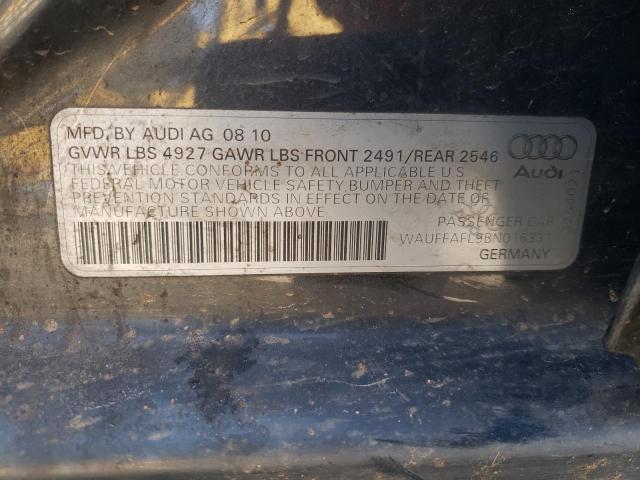 MFD. BY AUDI AG 08 10
GVWR LBS 4927 GAWR LBS FRONT 2491/REAR 2546
THIS VEHICLE CONFORMS TO ALL APPLICABLE U S
FEDERAL MOTOR VEHICLE SAFETY, BUMPER AND THEFT
PREVENTION STANDARDS IN EFFECT ON THE DATE OF
MANUFACTURE SHOWN ABOVE
Audi
PASSENGER CAR
WAUFFAFL9BN016331
GERMANY